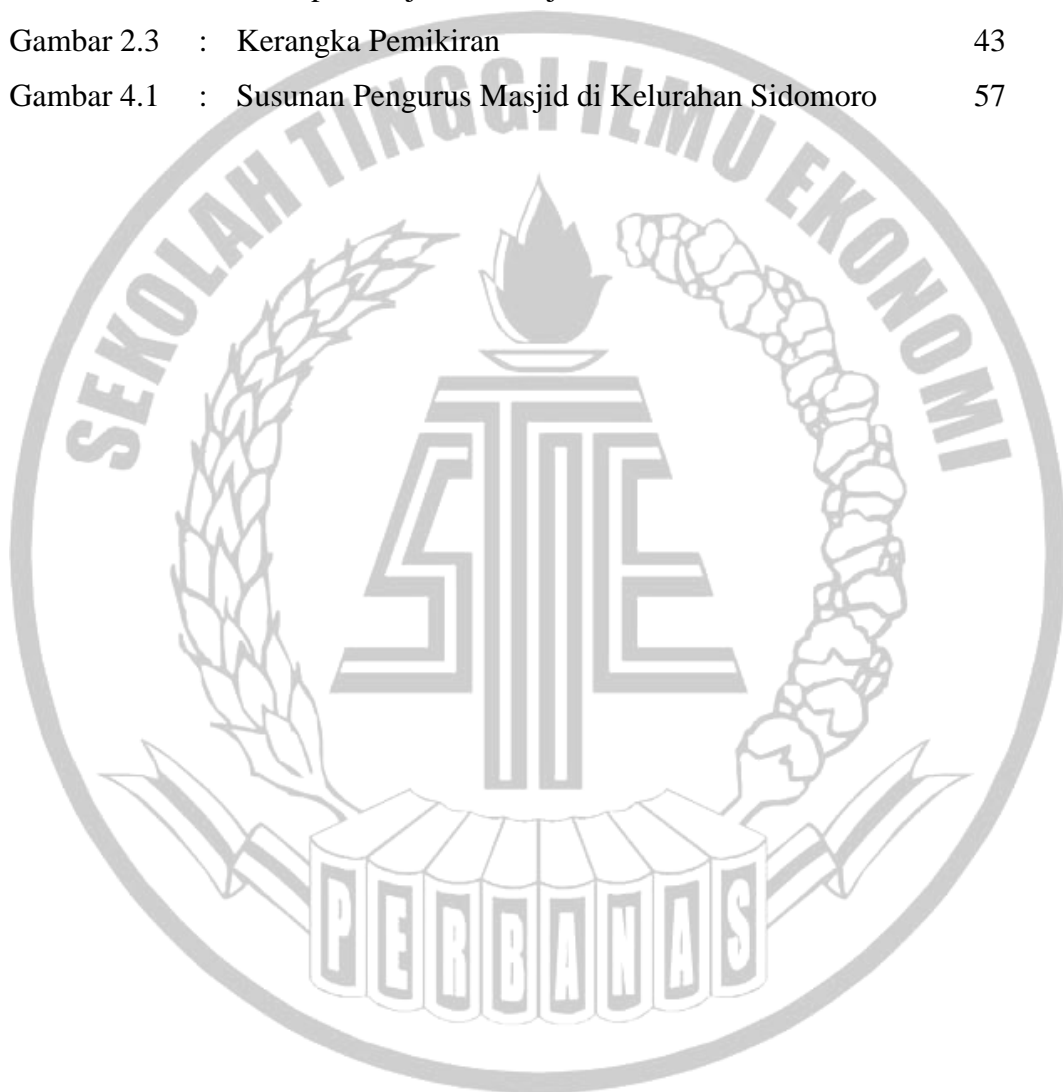 Gambar 2.3 : Kerangka Pemikiran 43
Gambar 4.1 : Susunan Pengurus Masjid di Kelurahan Sidomoro 57
SEKOLAH TINGGI ILMU EKONOMI
STIE
PERBANAS